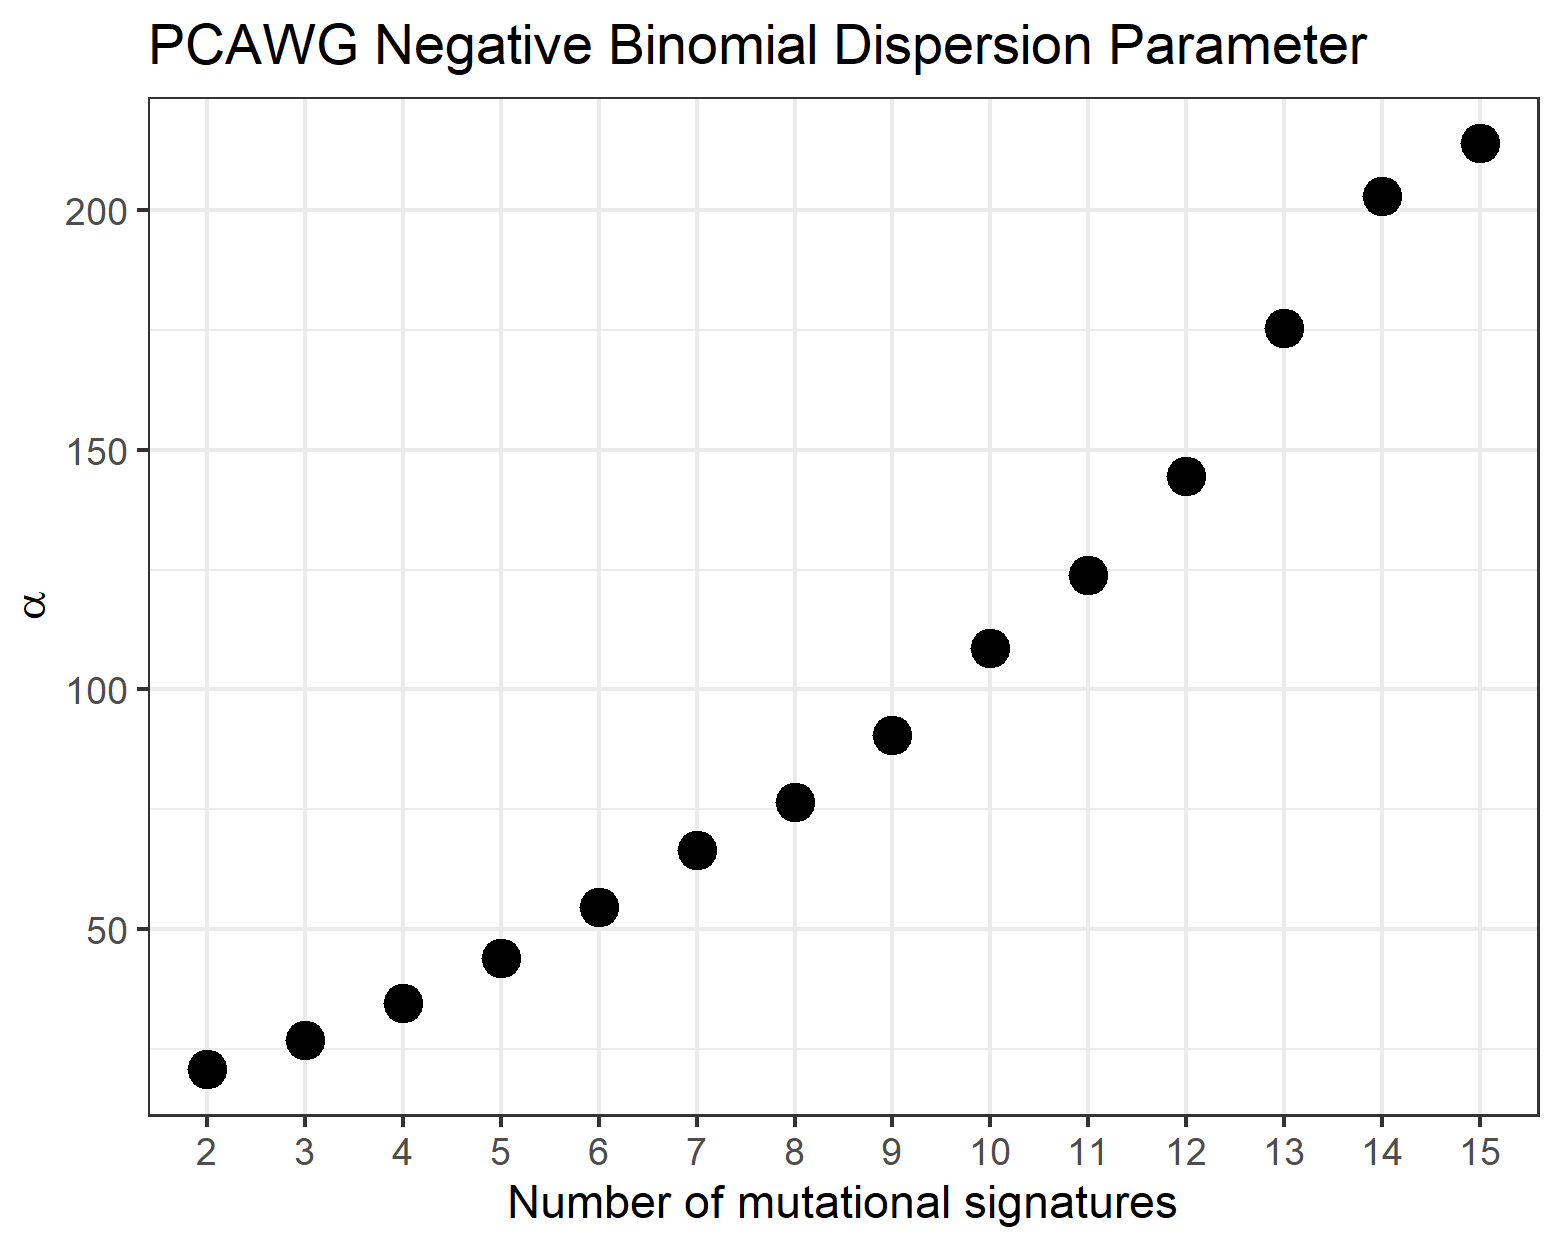 PCAWG Negative Binomial Dispersion Parameter
200
150
100
50
α
2 3 4 5 6 7 8 9 10 11 12 13 14 15
Number of mutational signatures